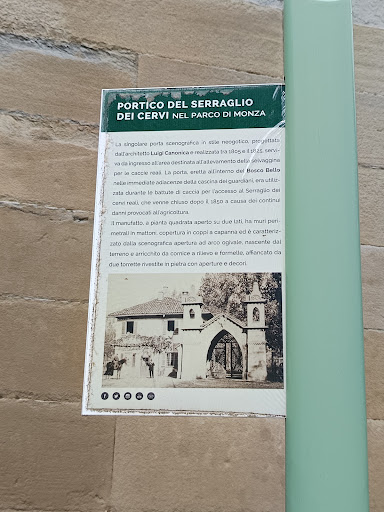 PORTICO DEL SERRAGLIO
DEI CERVI NEL PARCO DI MONZA
La singolare porta scenografica in stile neogotico, progettata
dall'architetto Luigi Canonica e realizzata tra 1805 e il 1825, servi-
va da ingresso all'area destinata all'allevamento della selvaggina
per le caccie reali. La porta, eretta all'interno del Bosco Bello
nelle immediate adiacenze della cascina dei guardiani, era utiliz-
zata durante le battute di caccia per l'accesso al Serraglio dei
cervi reali, che venne chiuso dopo il 1850 a causa dei continui
danni provocati all'agricoltura.
Il manufatto, a pianta quadrata aperto su due lati, ha muri peri-
metrali in mattoni, copertura in coppi a capanna ed è caratteriz-
zato dalla scenografica apertura ad arco ogivale, nascente dal
terreno e arricchito da cornice a rilievo e formelle, affiancato da
due torrette rivestite in pietra con aperture e decori.